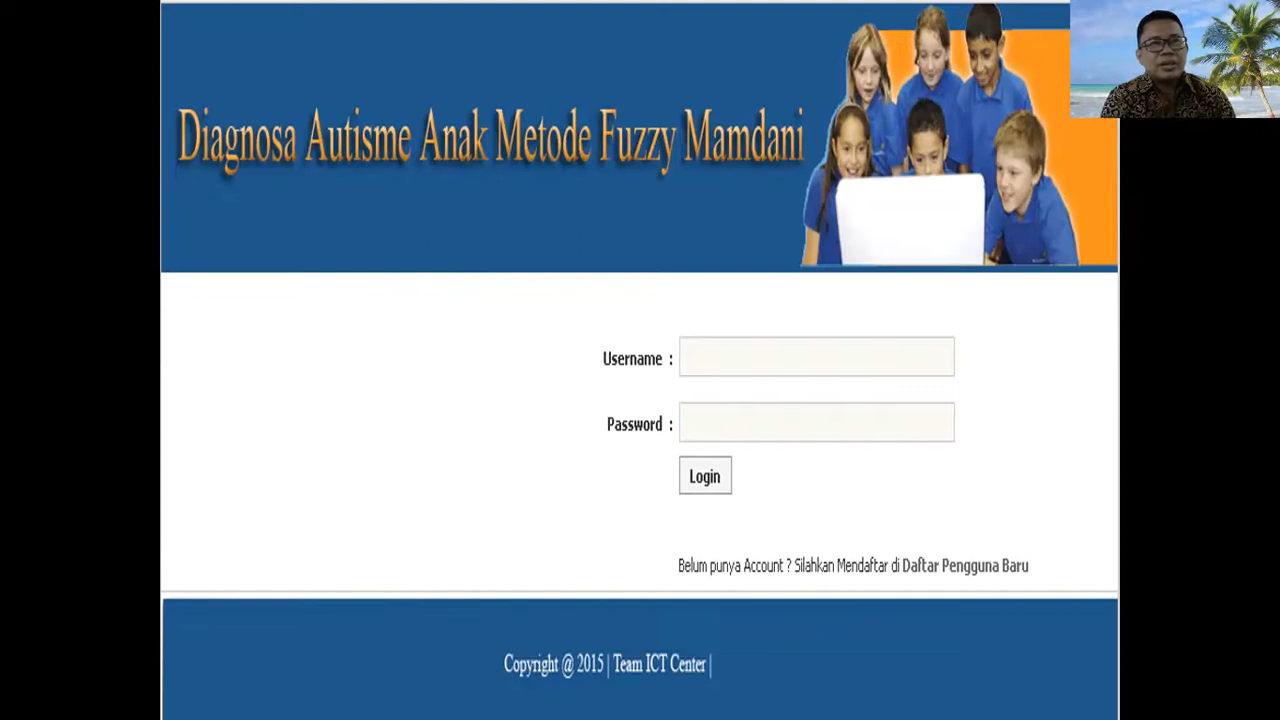 Diagnosa Autisme Anak Metode Fuzzy Mamdani
Username :
Password :
Login
Belum punya Account ? Silahkan Mendaftar di Daftar Pengguna Baru
Copyright @ 2015 | Team ICT Center |